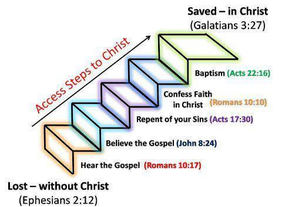 Saved – in Christ
(Galatians 3:27)
Access Steps to Christ
Baptism (Acts 22:16)
Confess Faith
in Christ (Romans 10:10)
Repent of your Sins (Acts 17:30)
Believe the Gospel (John 8:24)
Hear the Gospel (Romans 10:17)
Lost – without Christ
(Ephesians 2:12)